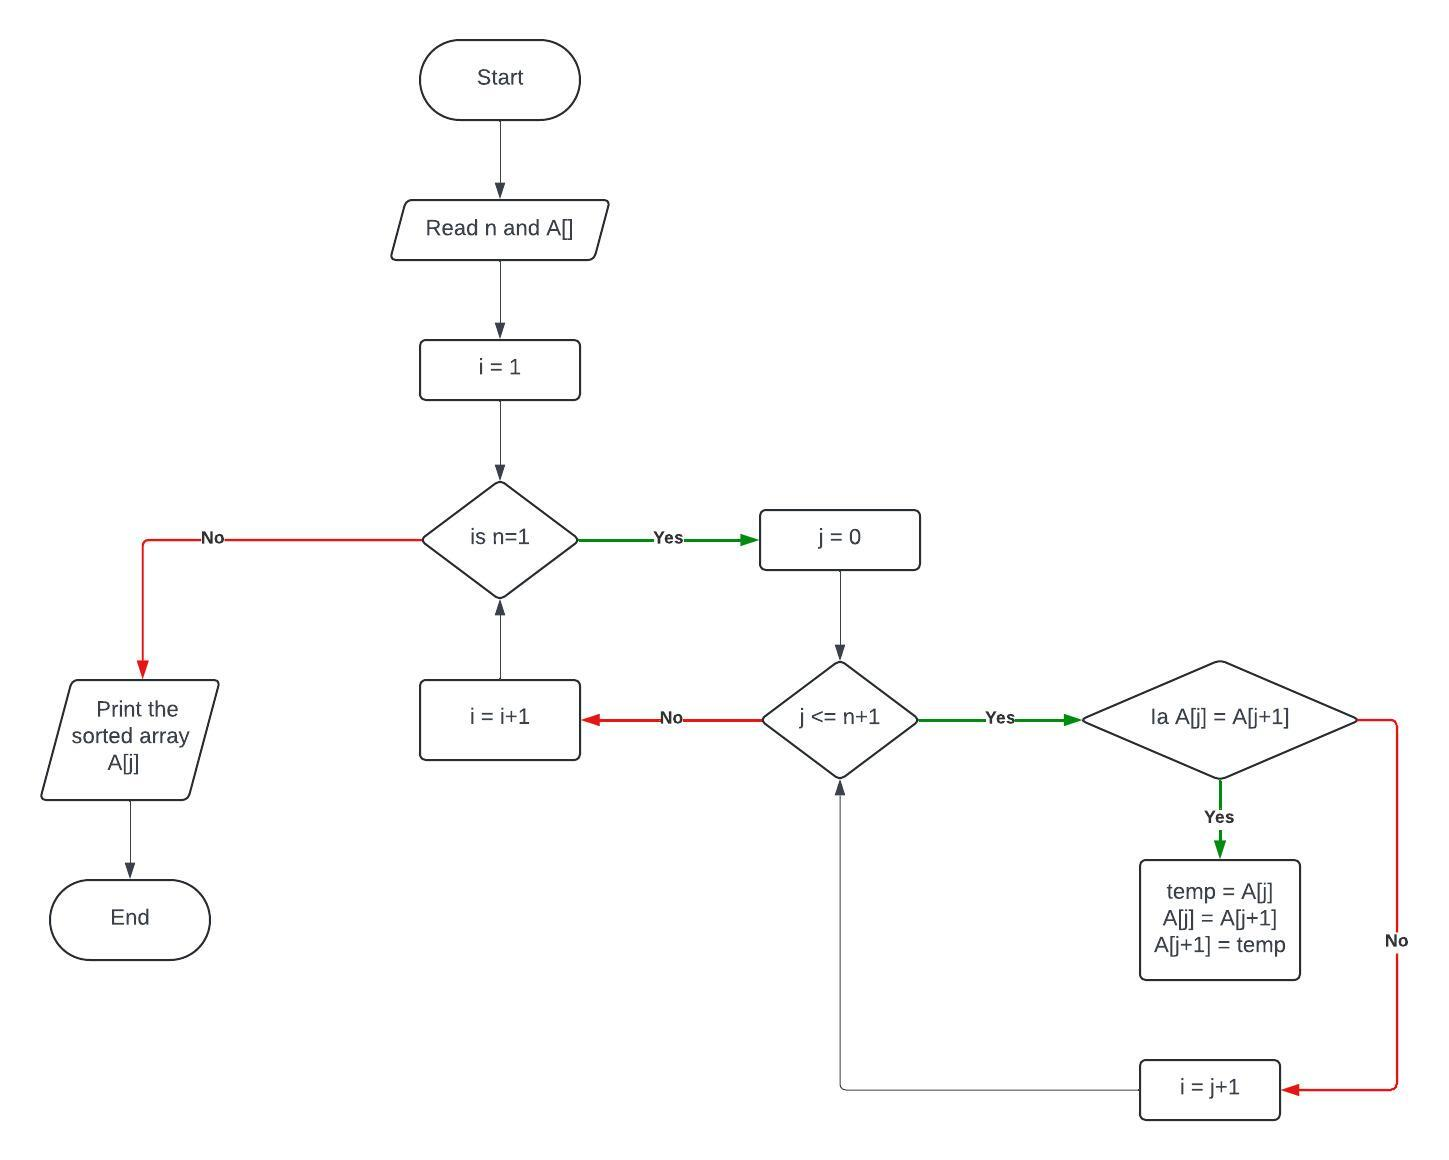 Start
Read n and A[]
i = 1
is n=1
No
Yes
j = 0
Print the
sorted array
A[j]
i = i+1
No
j <= n+1
Yes
Ia A[j] = A[j+1]
Yes
temp = A[j]
A[j] = A[j+1]
A[j+1] = temp
No
End
i = j+1